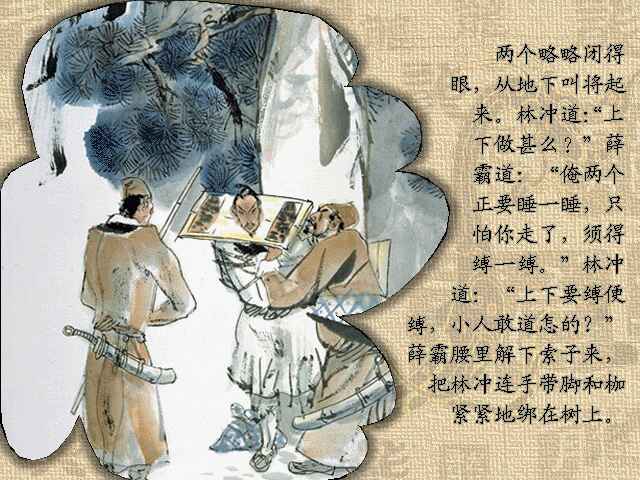 两个略略闭得
眼，从地下叫将起
来。林冲道：“上
下做甚么？”薛
霸道：“俺两个
正要睡一睡，只
怕你走了，须得
缚一缚。”林冲
道：“上下要缚便
缚，小人敢道怎的？”
薛霸腰里解下索子来，
把林冲连手带脚和枷
紧紧地绑在树上。